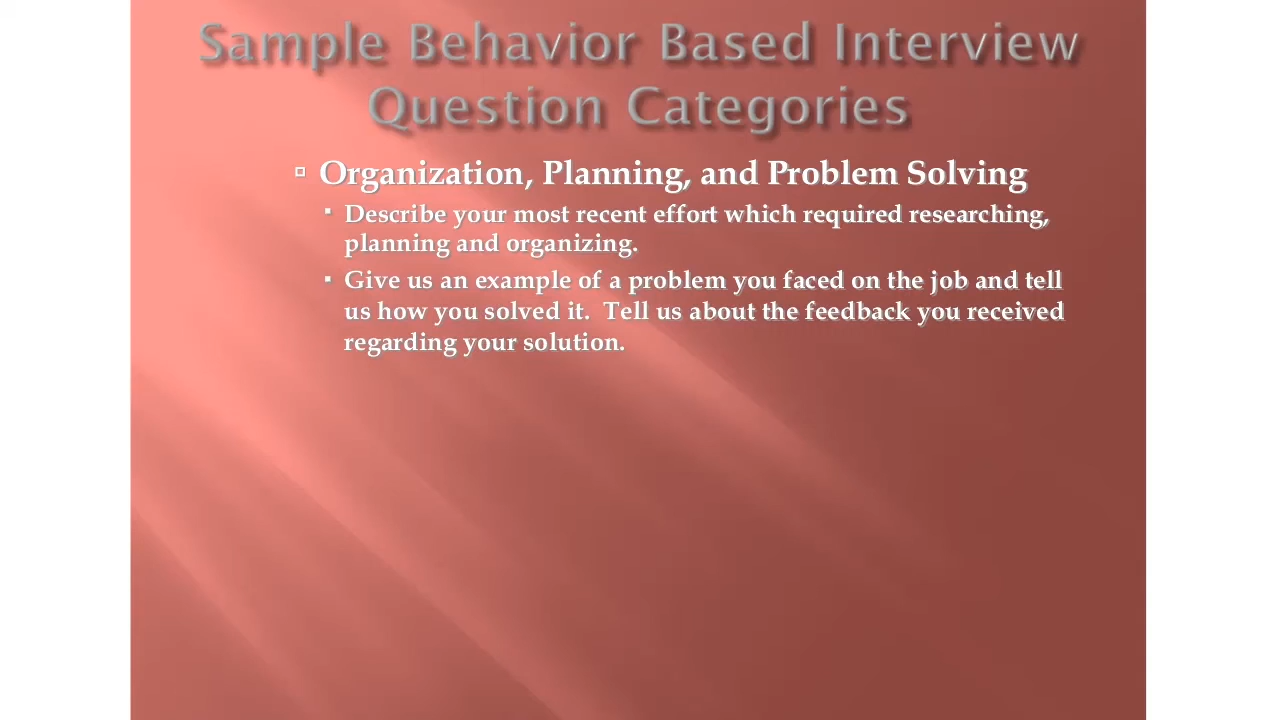 Sample Behavior Based Interview
Question Categories
Organization, Planning, and Problem Solving
Describe your most recent effort which required researching,
planning and organizing.
Give us an example of a problem you faced on the job and tell
us how you solved it.  Tell us about the feedback you received
regarding your solution.